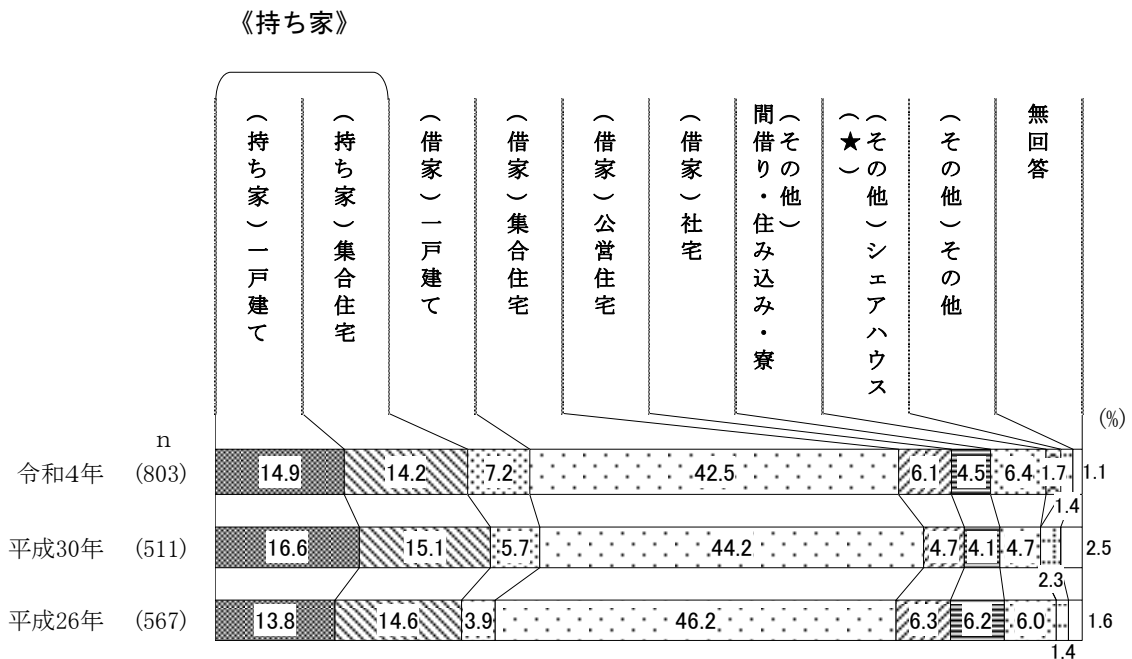 《持ち家》
（持ち家）一戸建て
（持ち家）集合住宅
（借家）一戸建て
（借家）集合住宅
（借家）公営住宅
（借家）社宅
（その他）
間借り・住み込み・寮
（その他）シェアハウス
（★）
（その他）その他
無回答
(%)
n
令和4年 (803) 14.9 14.2 7.2 42.5 6.1 4.5 6.4 1.7 1.1
1.4
平成30年 (511) 16.6 15.1 5.7 44.2 4.7 4.1 4.7 2.5
2.3
平成26年 (567) 13.8 14.6 3.9 46.2 6.3 6.2 6.0 1.6
1.4